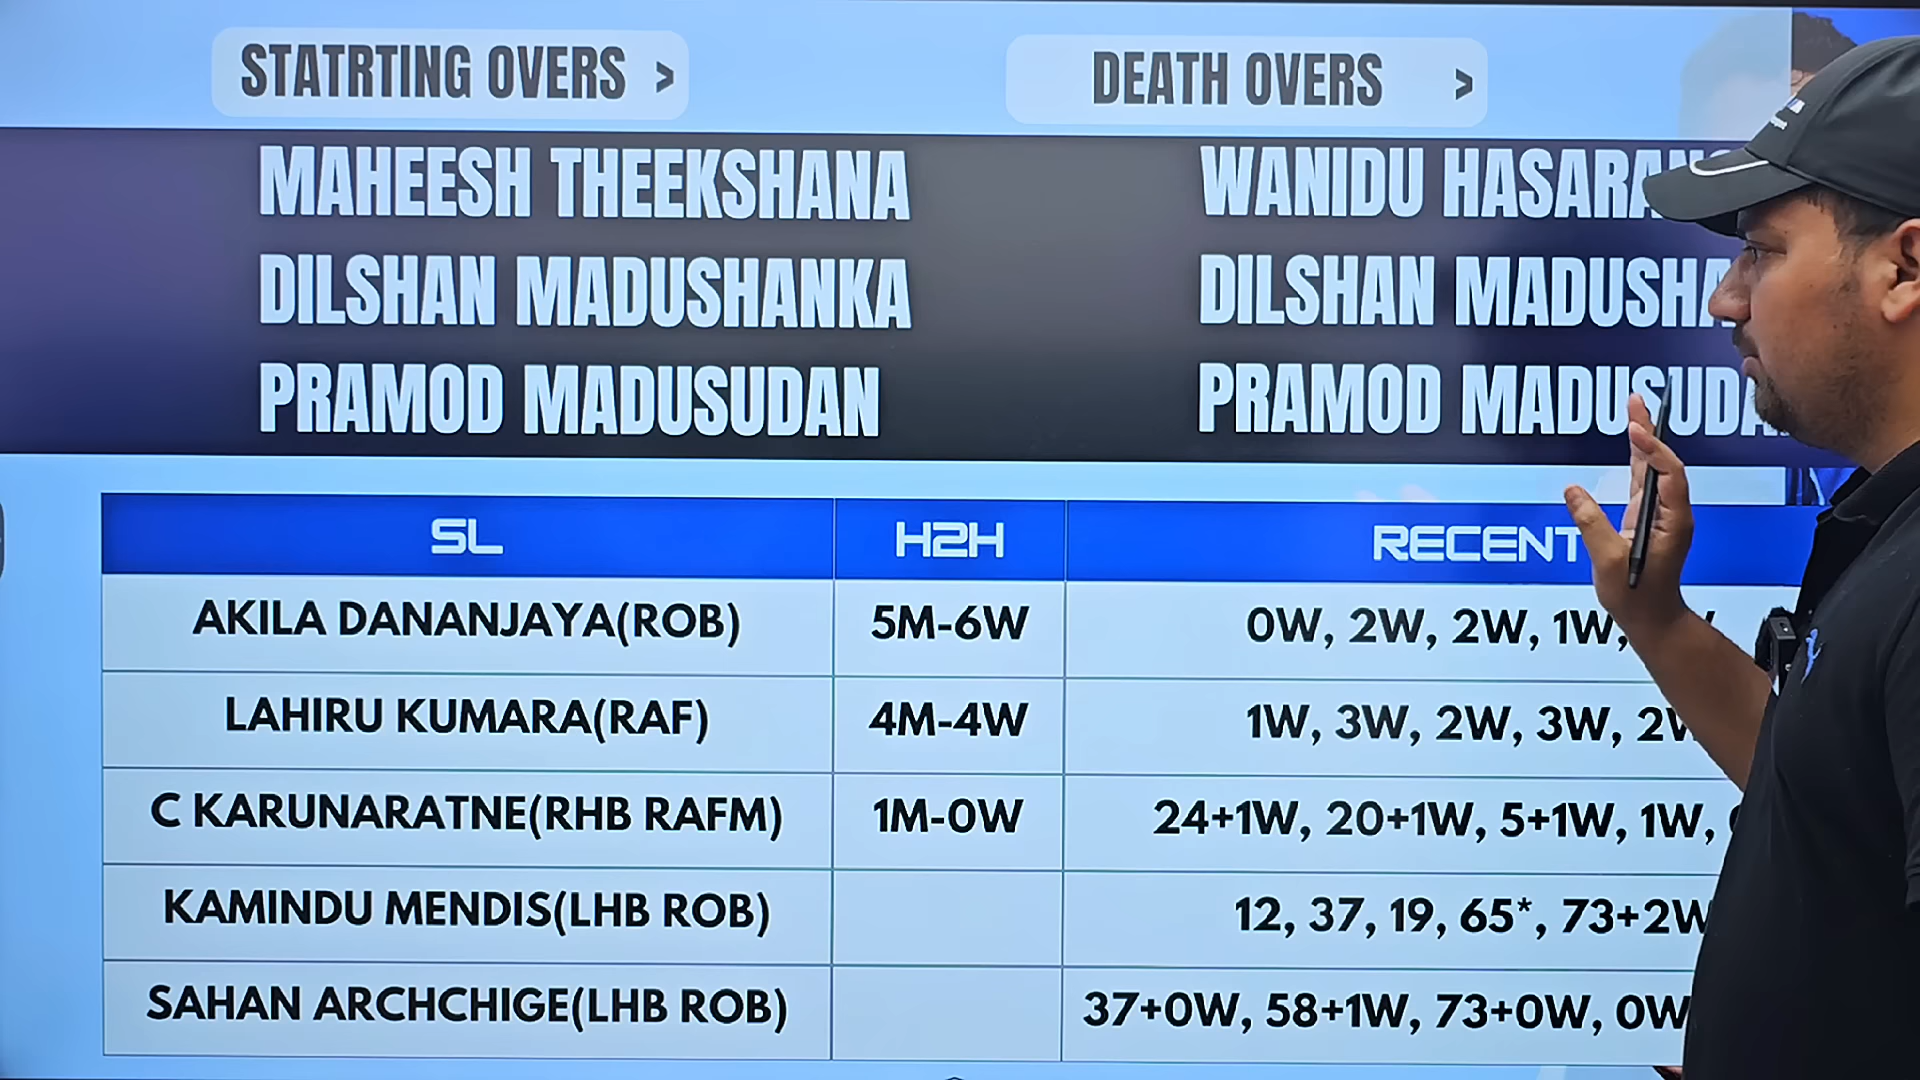 STATRTING OVERS >
DEATH OVERS >
MAHEESH THEEKSHANA
WANIDU
DILSHAN MADUSHANKA
DILSHAN
PRAMOD MADUSUDAN
PRAMOD MADUSUDAN
SL H2H RECENT
AKILA DANANJAYA(ROB) 5M-6W 0W, 2W, 2W, 1W,
LAHIRU KUMARA(RAF) 4M-4W 1W, 3W, 2W, 3W, 2W
C KARUNARATNE(RHB RAFM) 1M-0W 24+1W, 20+1W, 5+1W, 1W,
KAMINDU MENDIS(LHB ROB) 12, 37, 19, 65*, 73+2W
SAHAN ARCHCHIGE(LHB ROB) 37+0W, 58+1W, 73+0W, 0W